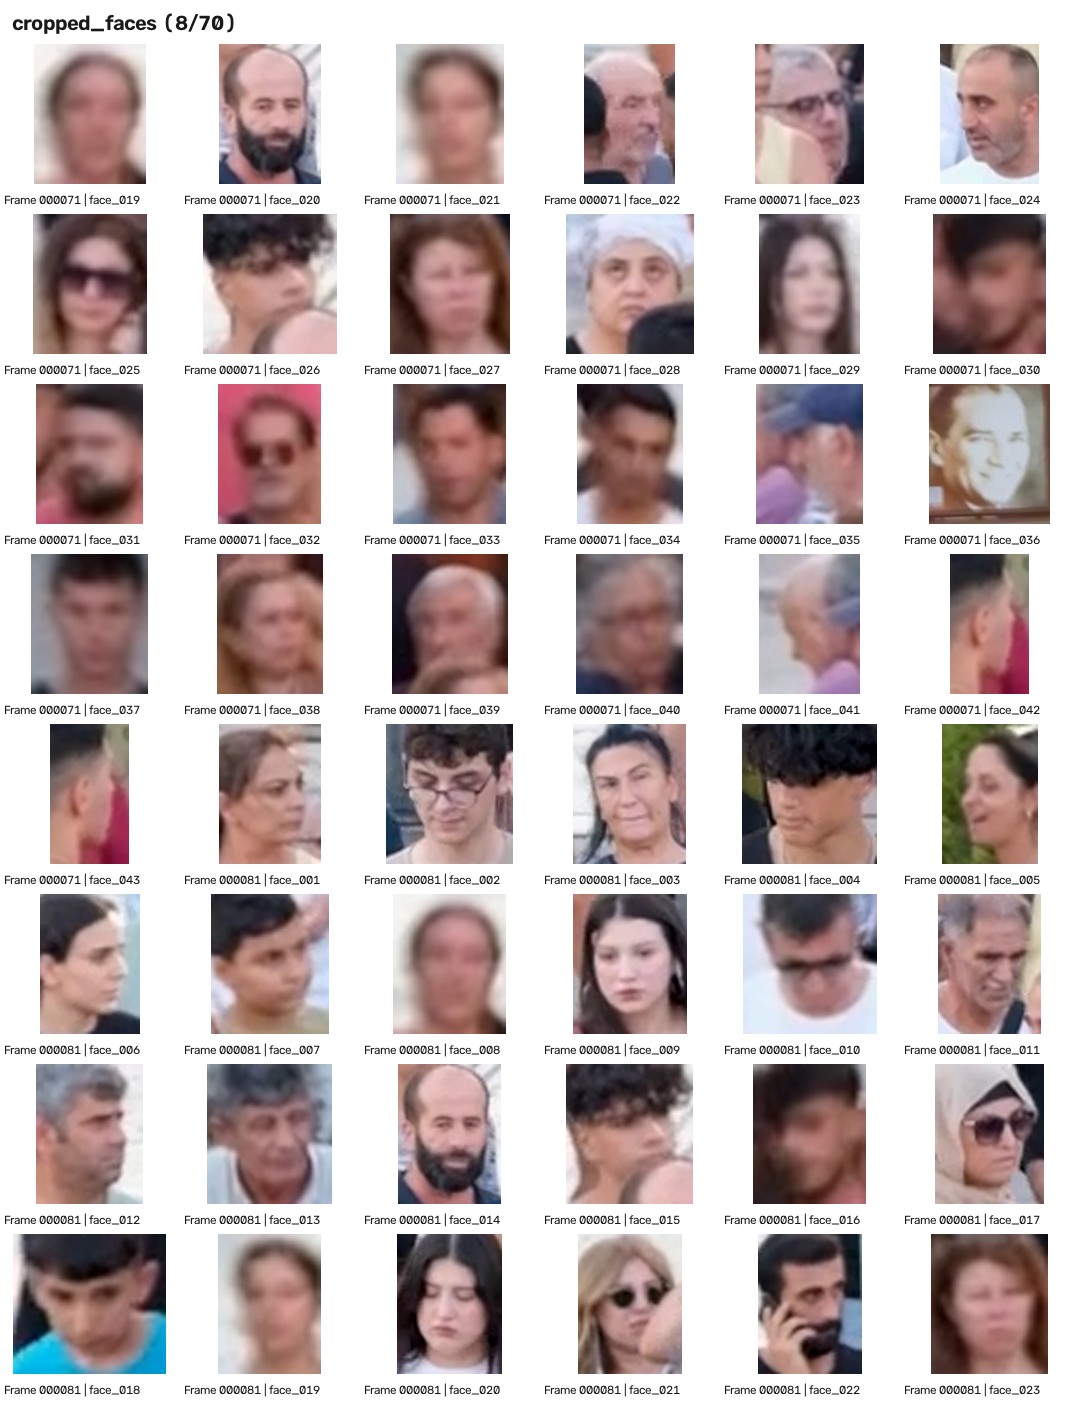 cropped_faces (8/70)
Frame 000071 | face_019
Frame 000071 | face_020
Frame 000071 | face_021
Frame 000071 | face_022
Frame 000071 | face_023
Frame 000071 | face_024
Frame 000071 | face_025
Frame 000071 | face_026
Frame 000071 | face_027
Frame 000071 | face_028
Frame 000071 | face_029
Frame 000071 | face_030
Frame 000071 | face_031
Frame 000071 | face_032
Frame 000071 | face_033
Frame 000071 | face_034
Frame 000071 | face_035
Frame 000071 | face_036
Frame 000071 | face_037
Frame 000071 | face_038
Frame 000071 | face_039
Frame 000071 | face_040
Frame 000071 | face_041
Frame 000071 | face_042
Frame 000071 | face_043
Frame 000081 | face_001
Frame 000081 | face_002
Frame 000081 | face_003
Frame 000081 | face_004
Frame 000081 | face_005
Frame 000081 | face_006
Frame 000081 | face_007
Frame 000081 | face_008
Frame 000081 | face_009
Frame 000081 | face_010
Frame 000081 | face_011
Frame 000081 | face_012
Frame 000081 | face_013
Frame 000081 | face_014
Frame 000081 | face_015
Frame 000081 | face_016
Frame 000081 | face_017
Frame 000081 | face_018
Frame 000081 | face_019
Frame 000081 | face_020
Frame 000081 | face_021
Frame 000081 | face_022
Frame 000081 | face_023